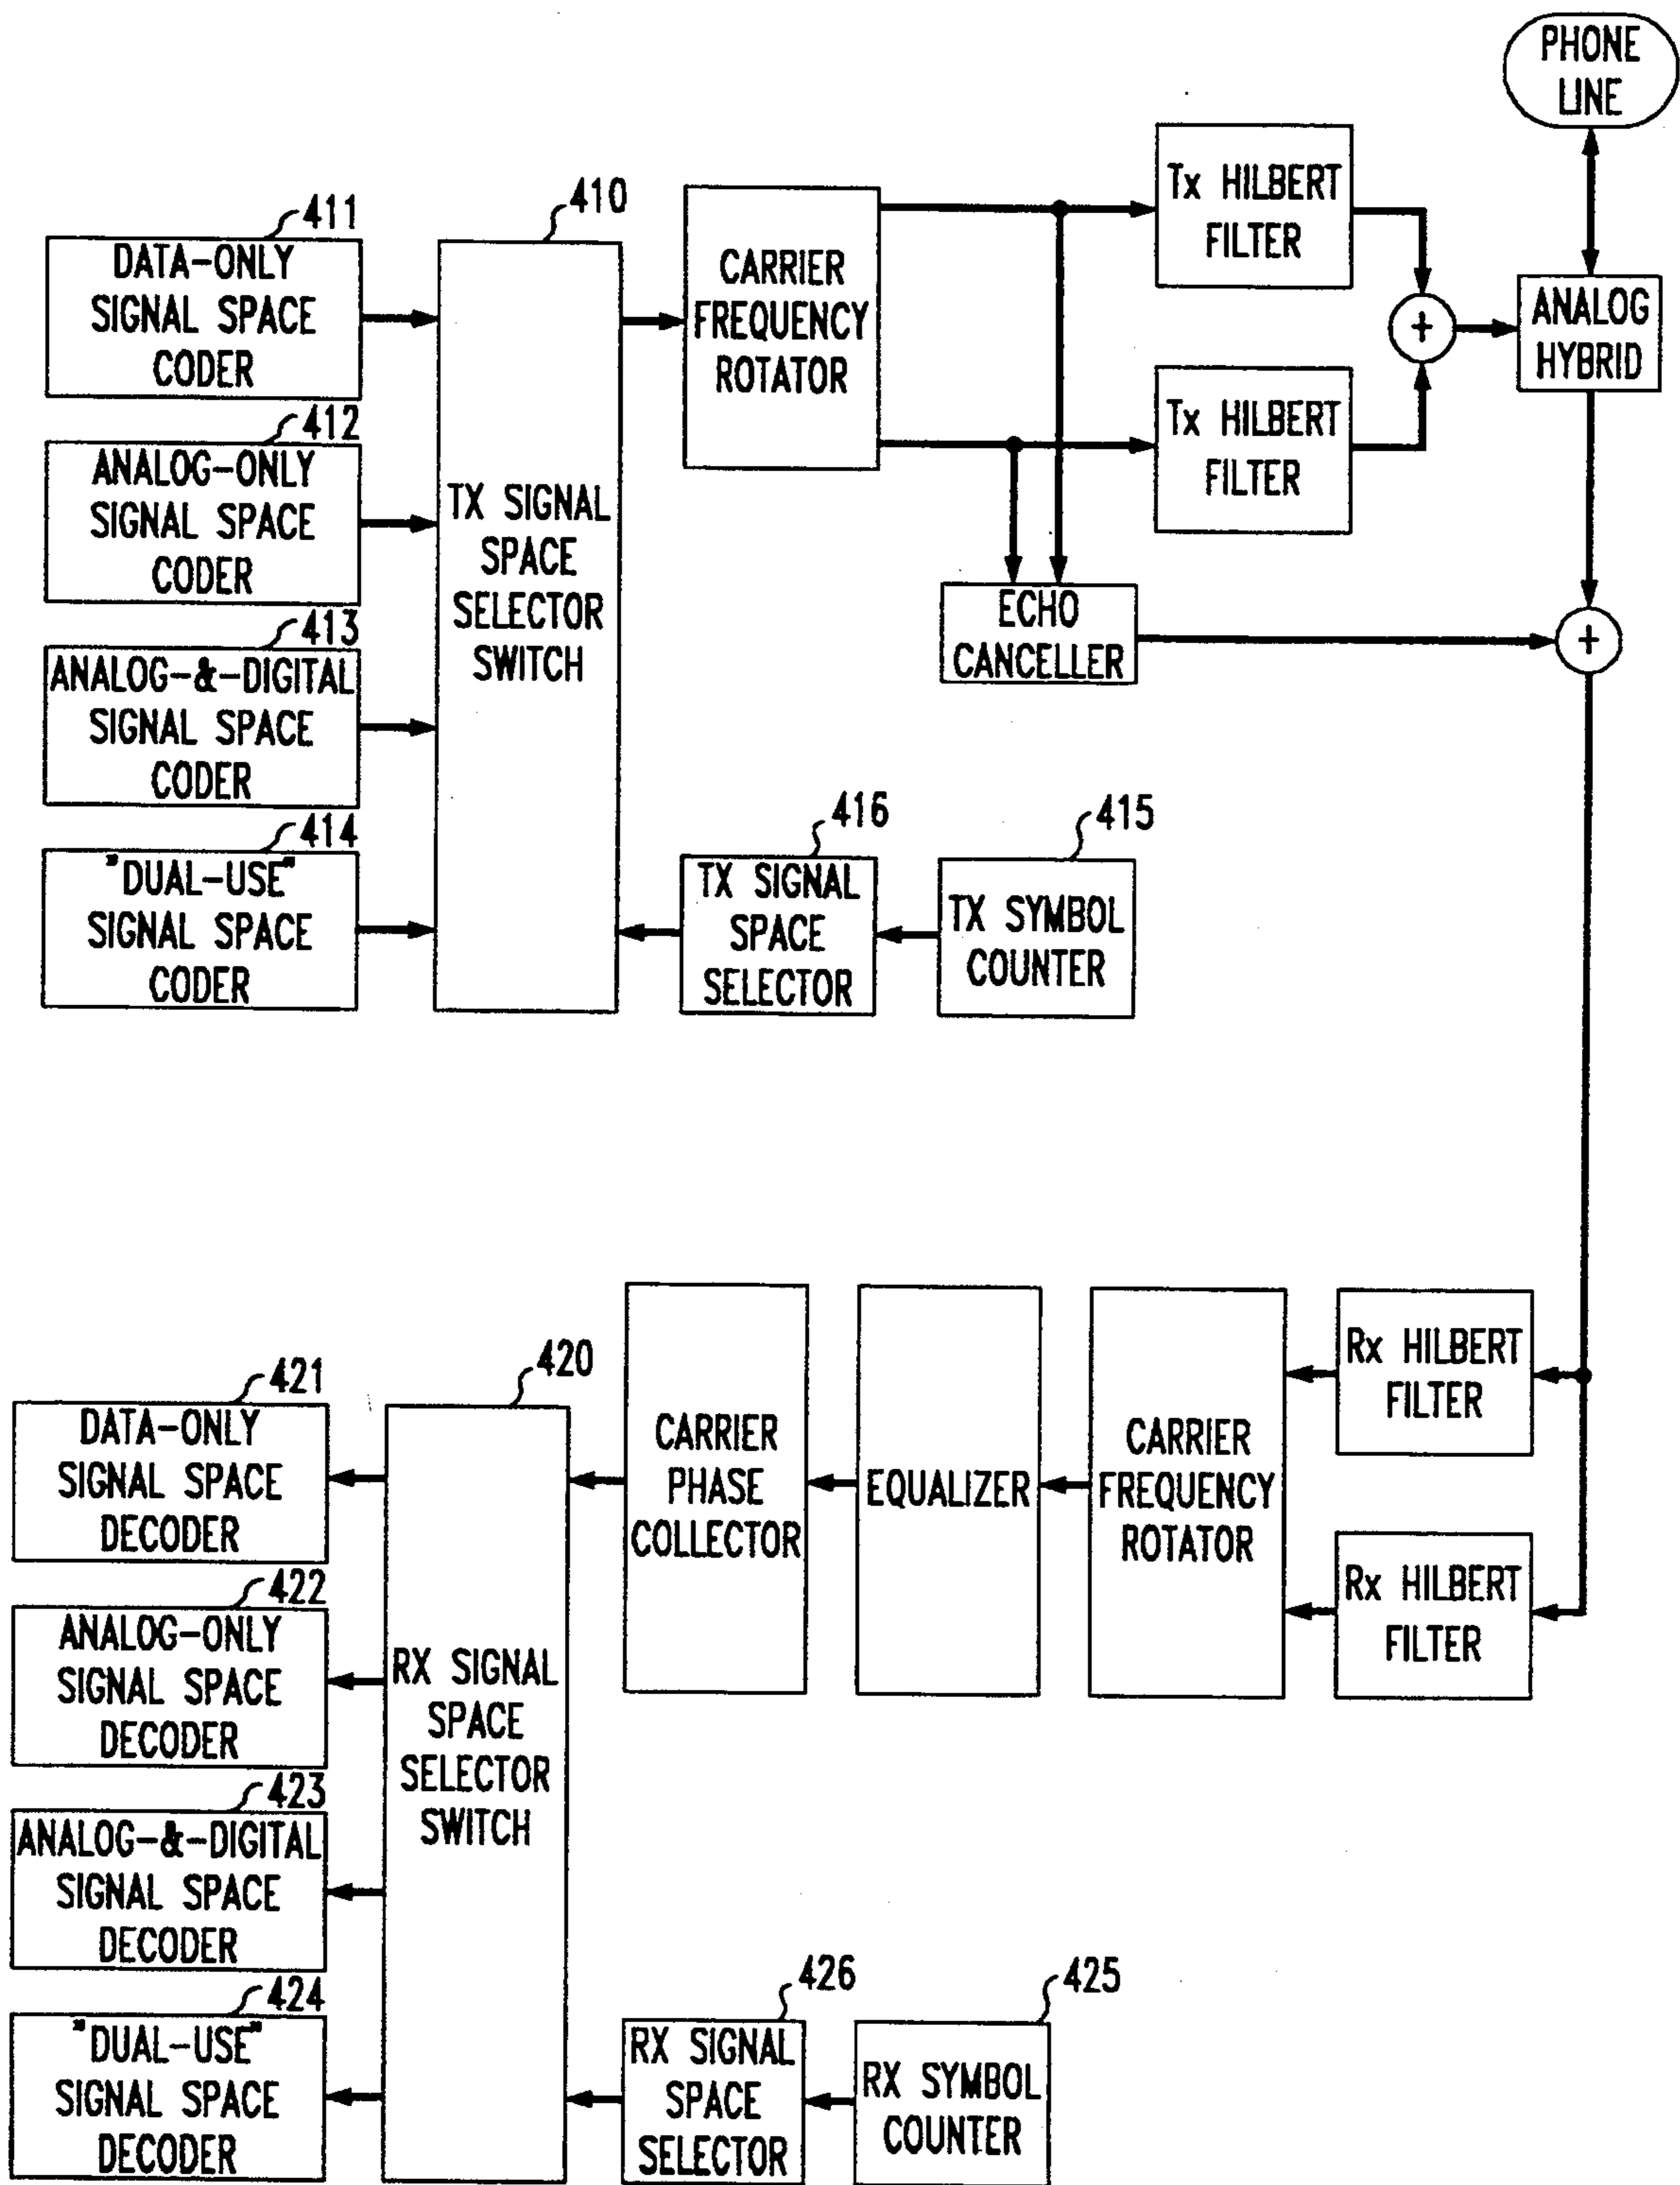 PHONE
LINE
411
DATA-ONLY
SIGNAL SPACE
CODER
410
TX SIGNAL
SPACE
SELECTOR
SWITCH
CARRIER
FREQUENCY
ROTATOR
Tx HILBERT
FILTER
+
ANALOG
HYBRID
Tx HILBERT
FILTER
412
ANALOG-ONLY
SIGNAL SPACE
CODER
ECHO
CANCELLER
+
413
ANALOG-&-DIGITAL
SIGNAL SPACE
CODER
414
"DUAL-USE"
SIGNAL SPACE
CODER
416
TX SIGNAL
SPACE
SELECTOR
415
TX SYMBOL
COUNTER
421
DATA-ONLY
SIGNAL SPACE
DECODER
420
RX SIGNAL
SPACE
SELECTOR
SWITCH
CARRIER
PHASE
COLLECTOR
EQUALIZER
CARRIER
FREQUENCY
ROTATOR
Rx HILBERT
FILTER
Rx HILBERT
FILTER
422
ANALOG-ONLY
SIGNAL SPACE
DECODER
423
ANALOG-&-DIGITAL
SIGNAL SPACE
DECODER
424
"DUAL-USE"
SIGNAL SPACE
DECODER
426
RX SIGNAL
SPACE
SELECTOR
425
RX SYMBOL
COUNTER